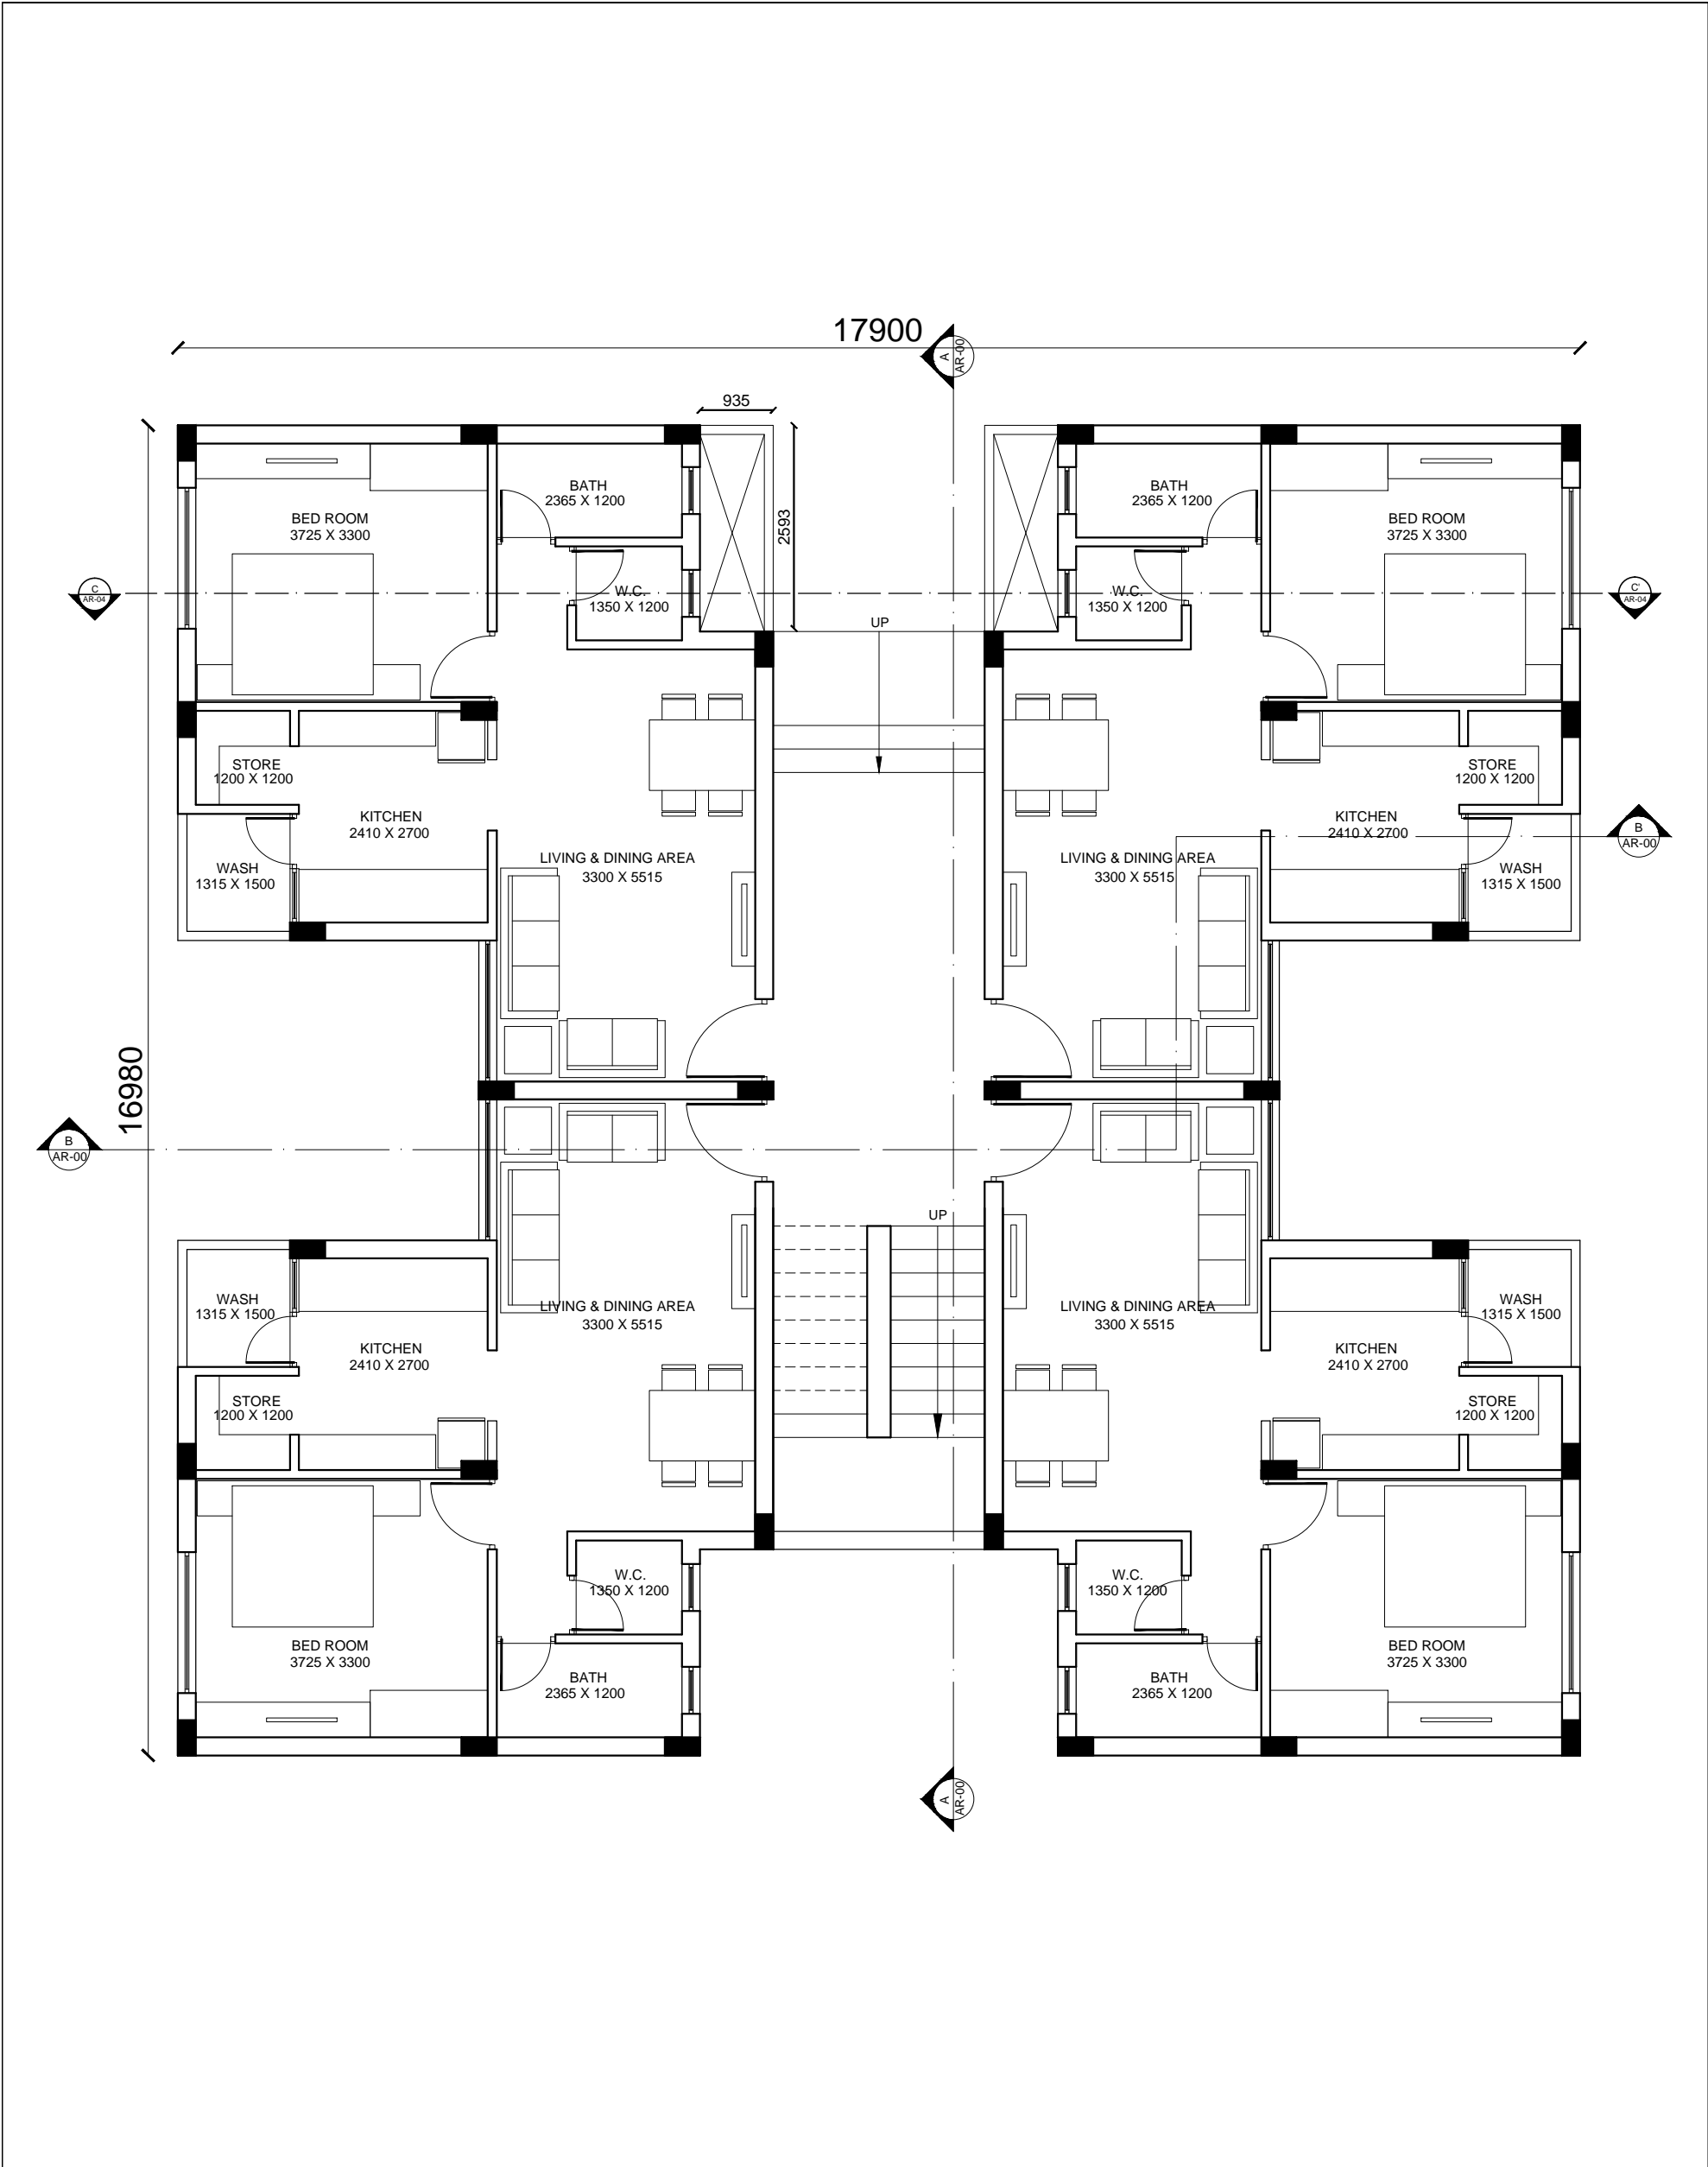 17900
A
AR-00
935
BATH
2365 X 1200
BATH
2365 X 1200
BED ROOM
3725 X 3300
BED ROOM
3725 X 3300
2593
C
AR-04
W.C.
1350 X 1200
W.C.
1350 X 1200
C'
AR-04
UP
STORE
1200 X 1200
STORE
1200 X 1200
KITCHEN
2410 X 2700
KITCHEN
2410 X 2700
B
AR-00
LIVING & DINING AREA
3300 X 5515
LIVING & DINING AREA
3300 X 5515
WASH
1315 X 1500
WASH
1315 X 1500
16980
B
AR-00
UP
WASH
1315 X 1500
LIVING & DINING AREA
3300 X 5515
LIVING & DINING AREA
3300 X 5515
WASH
1315 X 1500
KITCHEN
2410 X 2700
KITCHEN
2410 X 2700
STORE
1200 X 1200
STORE
1200 X 1200
W.C.
1350 X 1200
W.C.
1350 X 1200
BED ROOM
3725 X 3300
BED ROOM
3725 X 3300
BATH
2365 X 1200
BATH
2365 X 1200
A
AR-00